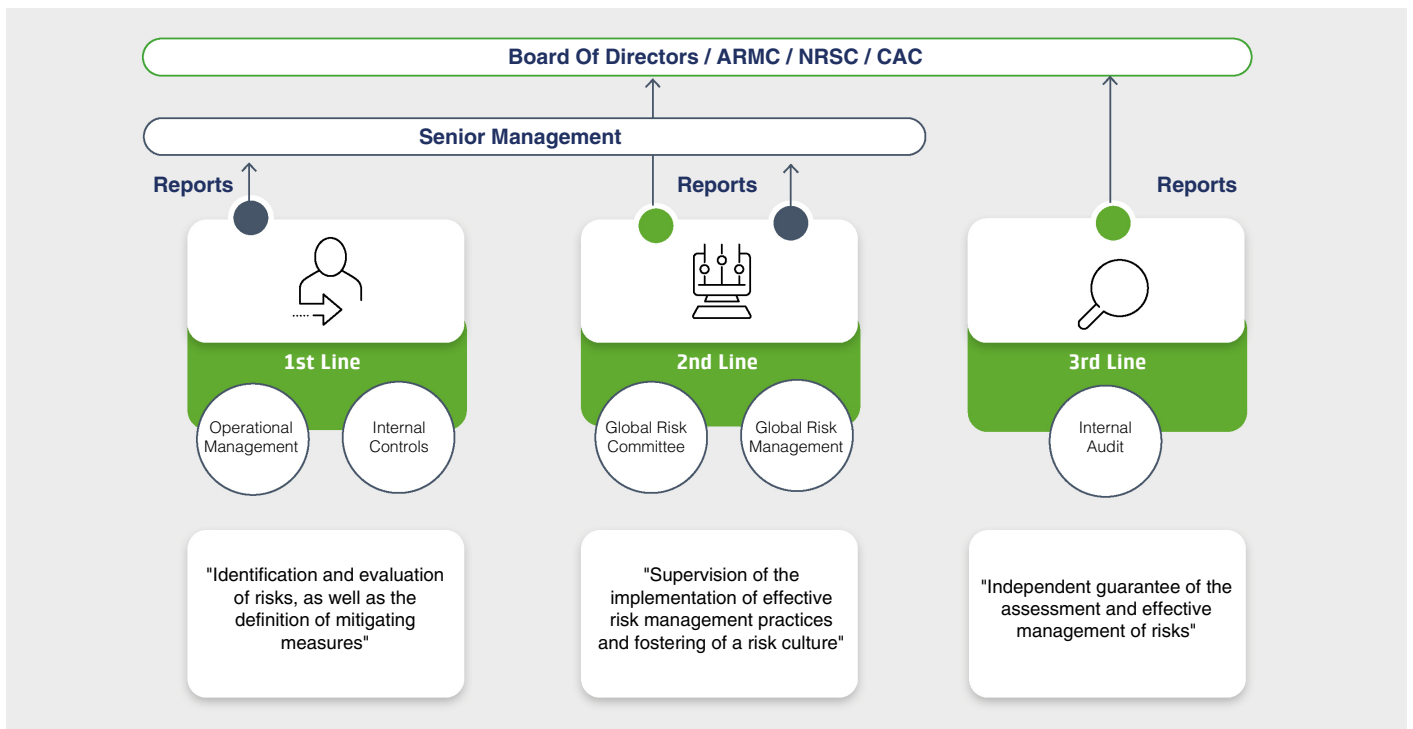 Board Of Directors / ARMC / NRSC / CAC
Senior Management
Reports
Reports
Reports
1st Line
2nd Line
3rd Line
Operational
Management
Internal
Controls
Global Risk
Committee
Global Risk
Management
Internal
Audit
"Identification and evaluation
of risks, as well as the
definition of mitigating
measures"
"Supervision of the
implementation of effective
risk management practices
and fostering of a risk culture"
"Independent guarantee of the
assessment and effective
management of risks"